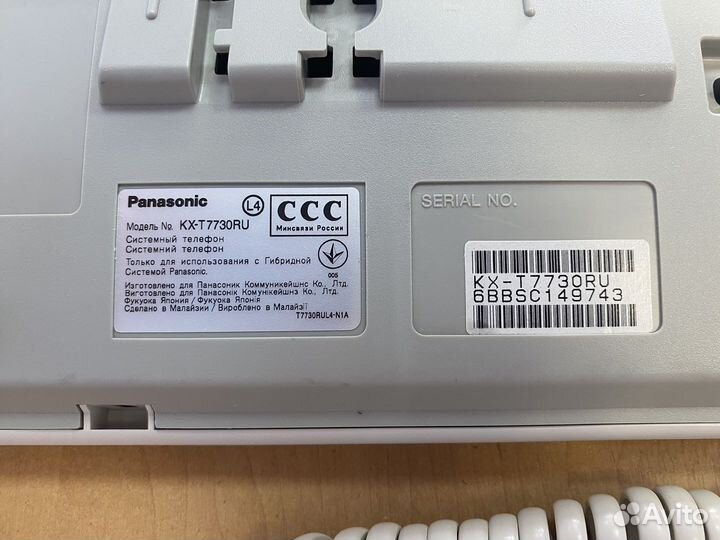 Panasonic
L4
CCC
Минсвязи России
Модель No. KX-T7730RU
Системный телефон
Системний телефон
Только для использования с Гибридной
Системой Panasonic.
005
Изготовлено для Панасоник Коммуникейшнс Ко., Лтд.
Виготовлено для Панасонік Комунікейшнз Ко., Лтд.
Фукуока Япония / Фукуока Японія
Сделано в Малайзии / Вироблено в Малайзії
T7730RUL4-N1A
SERIAL NO.
KX-T7730RU
6BBSC149743
Avito